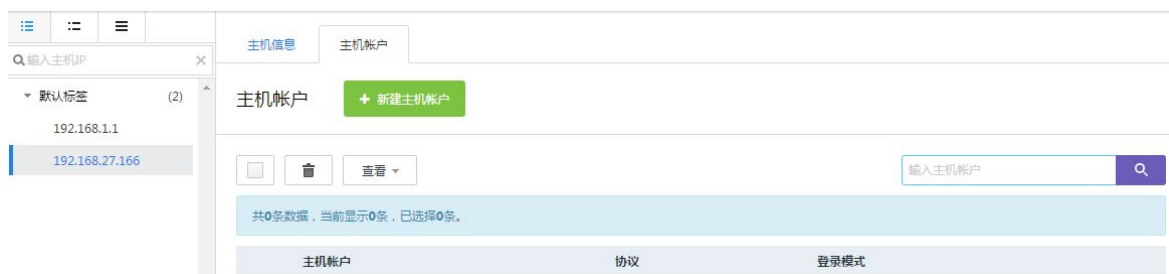 主机信息
主机帐户
输入主机IP
默认标签 (2)
192.168.1.1
192.168.27.166
主机帐户
+ 新建主机帐户
查看
输入主机帐户
共0条数据，当前显示0条，已选择0条。
主机帐户 协议 登录模式